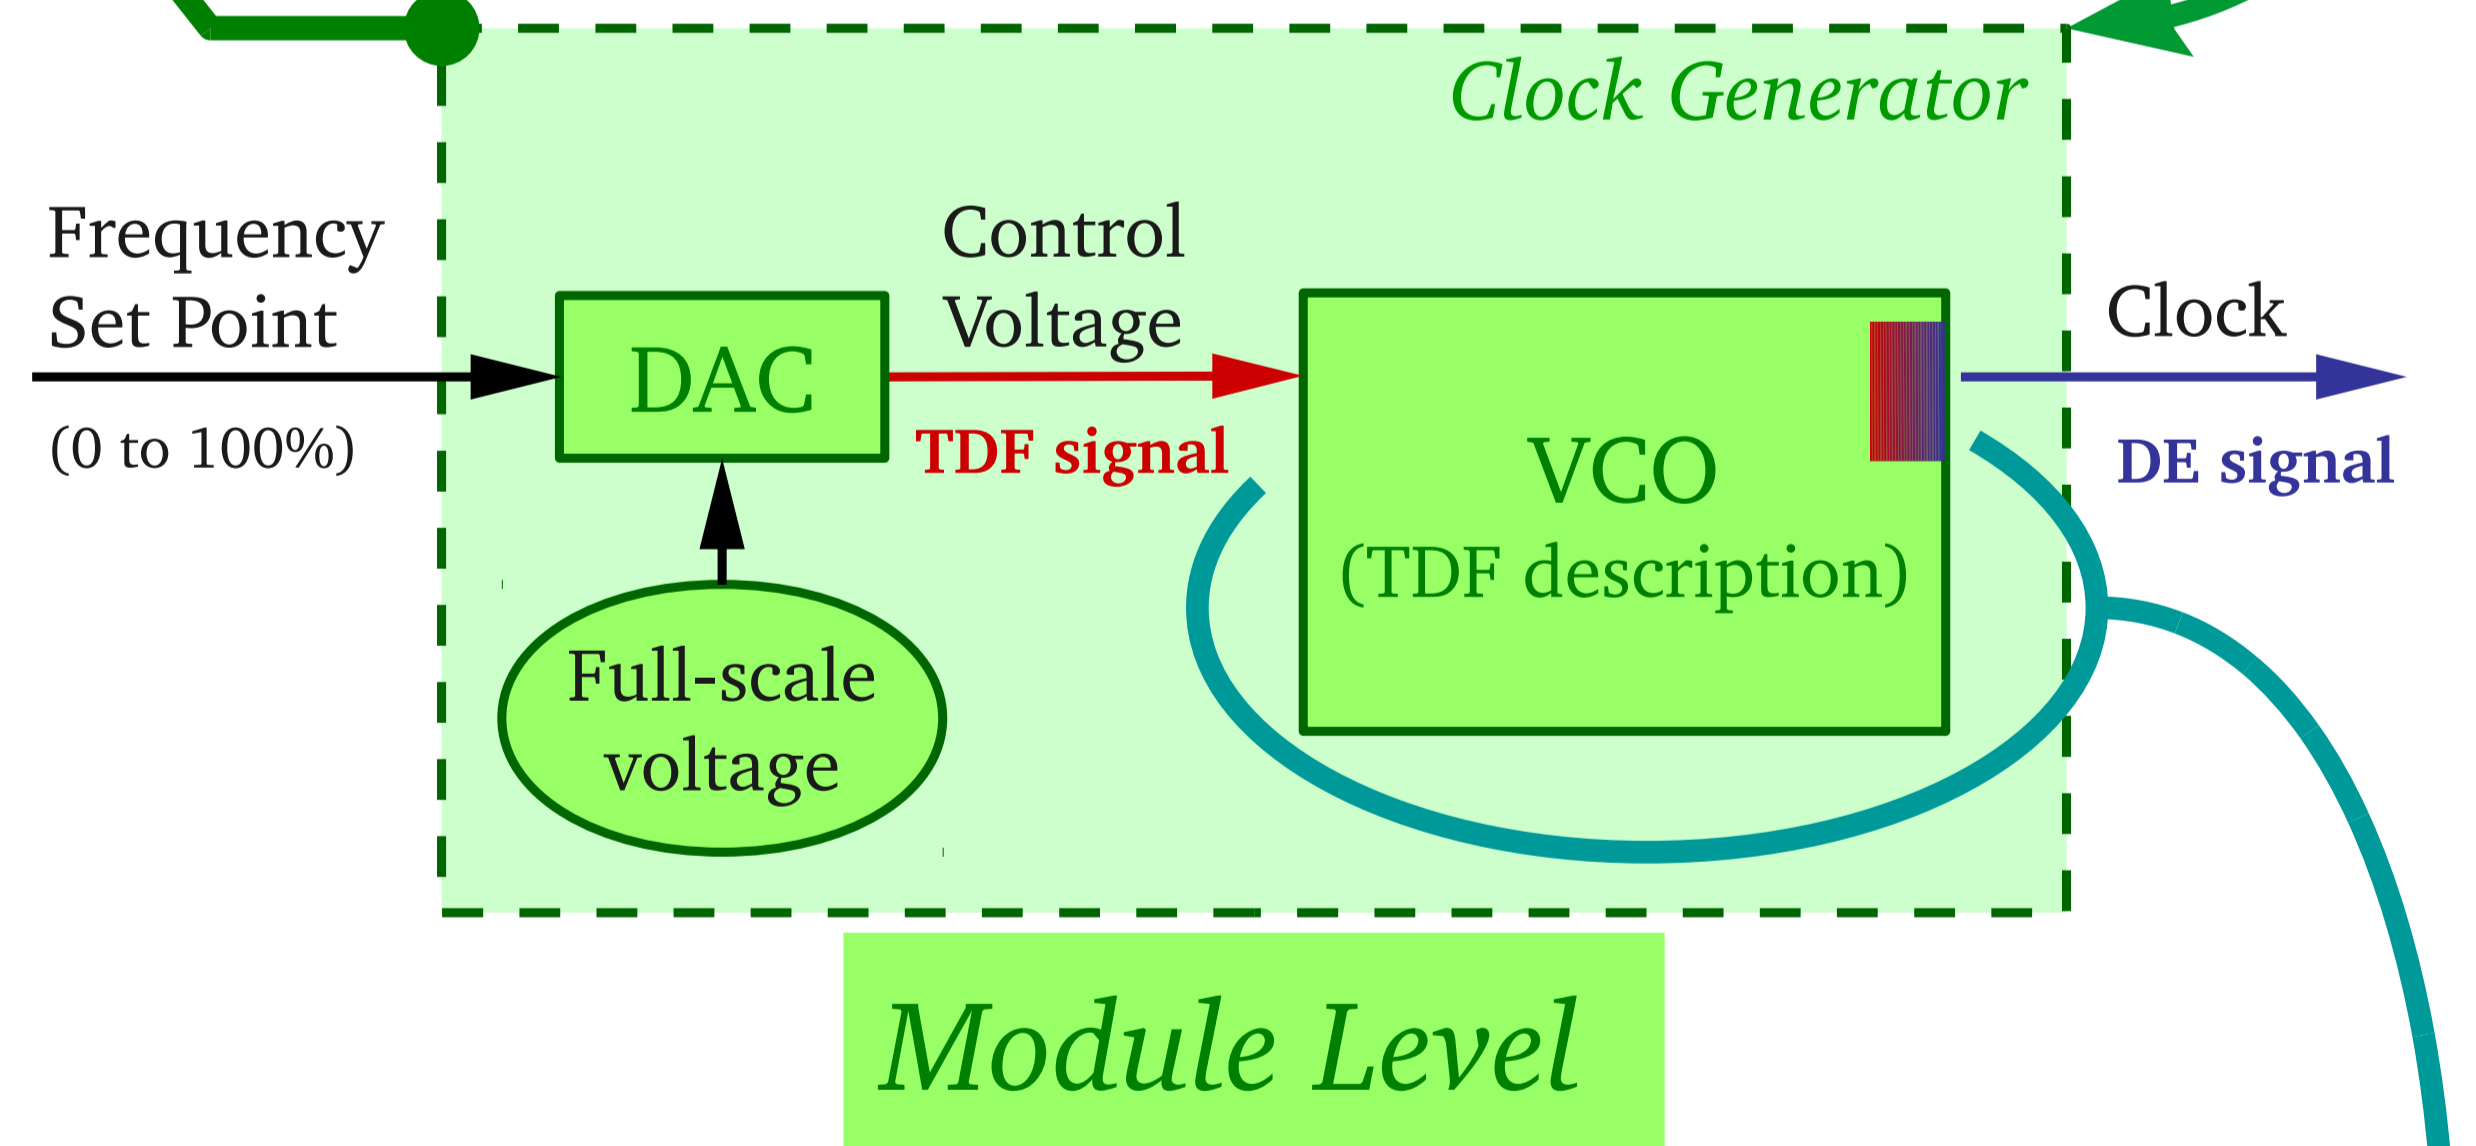 Clock Generator
Frequency
Set Point
(0 to 100%)
DAC
Control
Voltage
TDF signal
VCO
(TDF description)
Clock
DE signal
Full-scale
voltage
Module Level